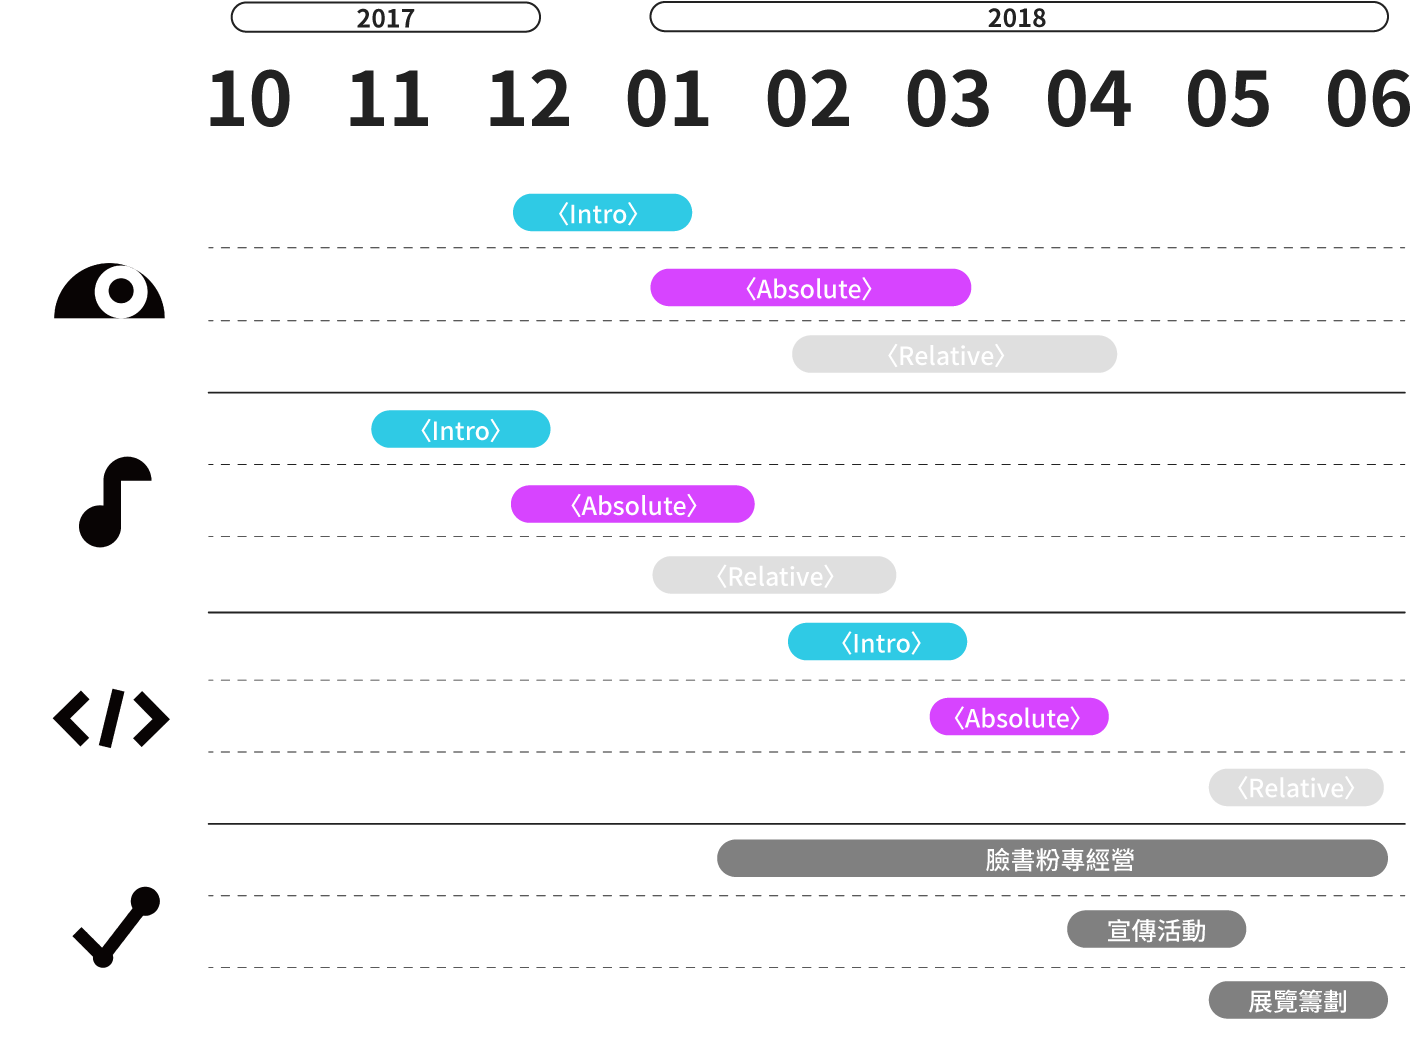 2017
2018
10 11 12 01 02 03 04 05 06
〈Intro〉
〈Absolute〉
〈Relative〉
〈Intro〉
〈Absolute〉
〈Relative〉
〈Intro〉
〈Absolute〉
〈Relative〉
臉書粉專經營
宣傳活動
展覽籌劃